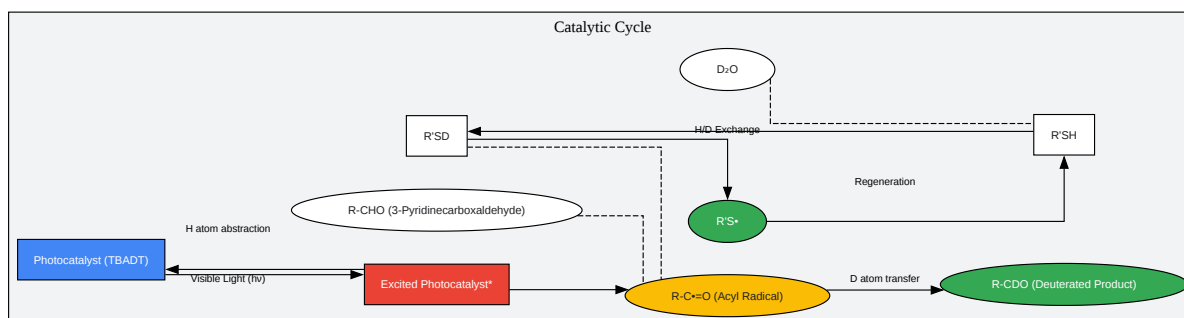 Catalytic Cycle
D₂O
R'SD
H/D Exchange
R'SH
Regeneration
R-CHO (3-Pyridinecarboxaldehyde)
R'S•
H atom abstraction
Photocatalyst (TBADT)
Visible Light (hν)
Excited Photocatalyst*
R-C•=O (Acyl Radical)
D atom transfer
R-CDO (Deuterated Product)